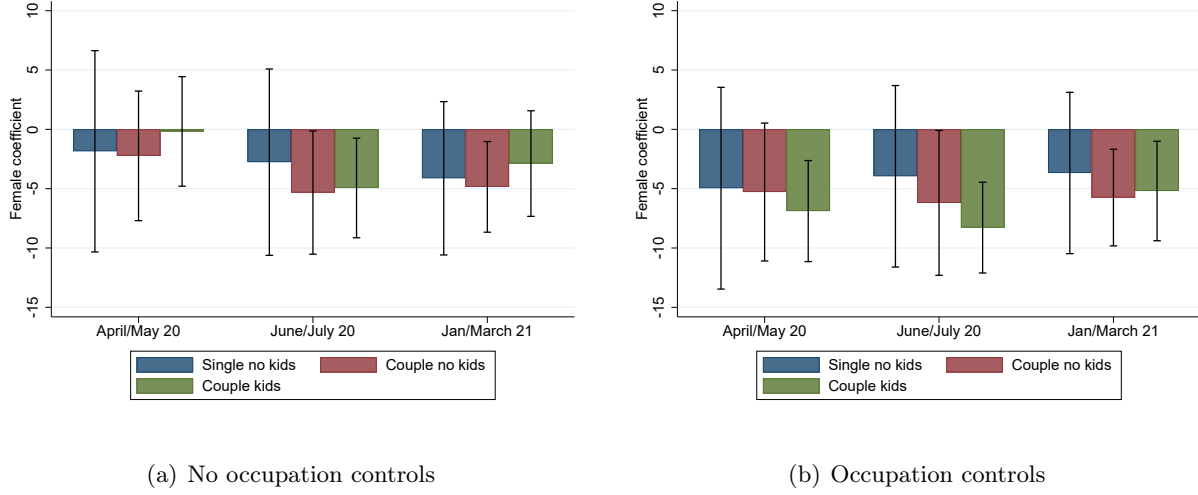 10
5
0
-5
-10
-15
Female coefficient
April/May 20
June/July 20
Jan/March 21
Single no kids
Couple no kids
Couple kids
(a) No occupation controls
10
5
0
-5
-10
-15
Female coefficient
April/May 20
June/July 20
Jan/March 21
Single no kids
Couple no kids
Couple kids
(b) Occupation controls